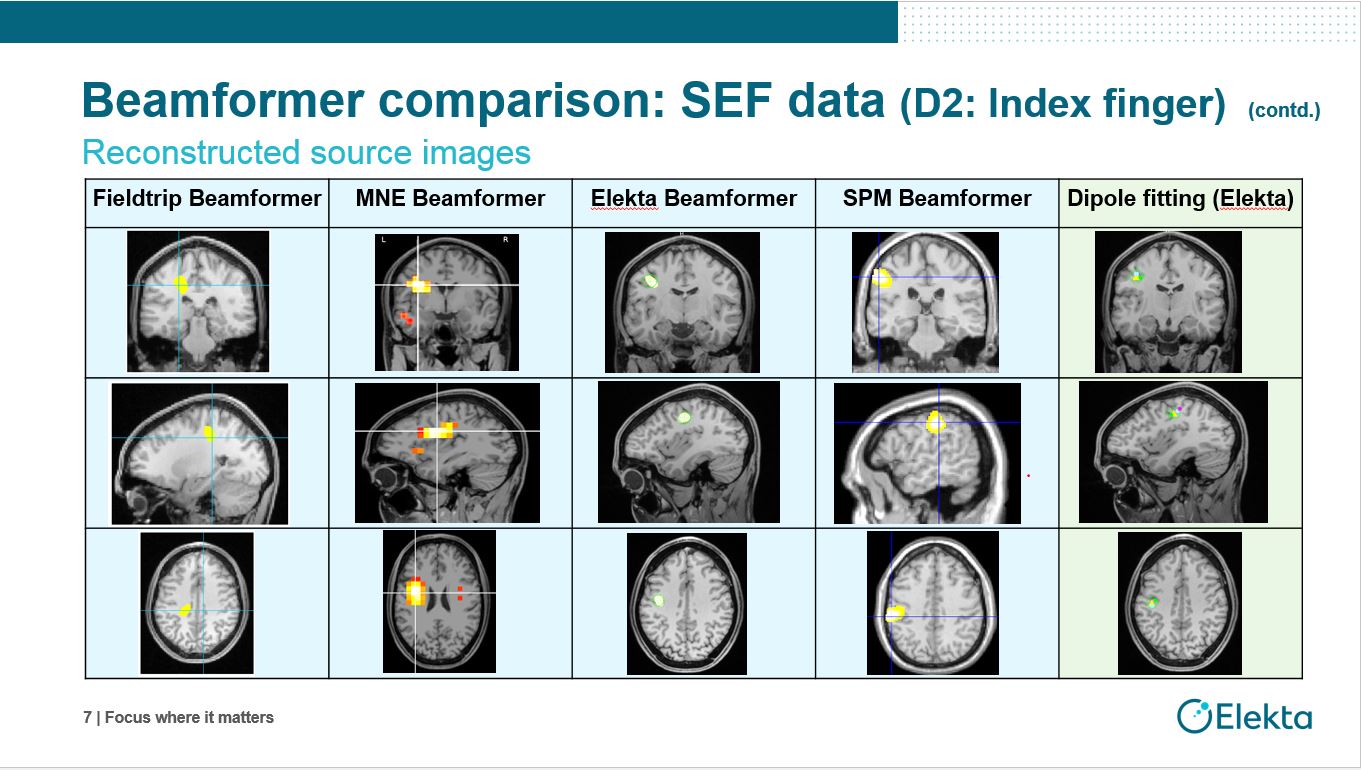 Beamformer comparison: SEF data (D2: Index finger) (contd.)
Reconstructed source images
Fieldtrip Beamformer MNE Beamformer Elekta Beamformer SPM Beamformer Dipole fitting (Elekta)
L R
7 | Focus where it matters
Elekta